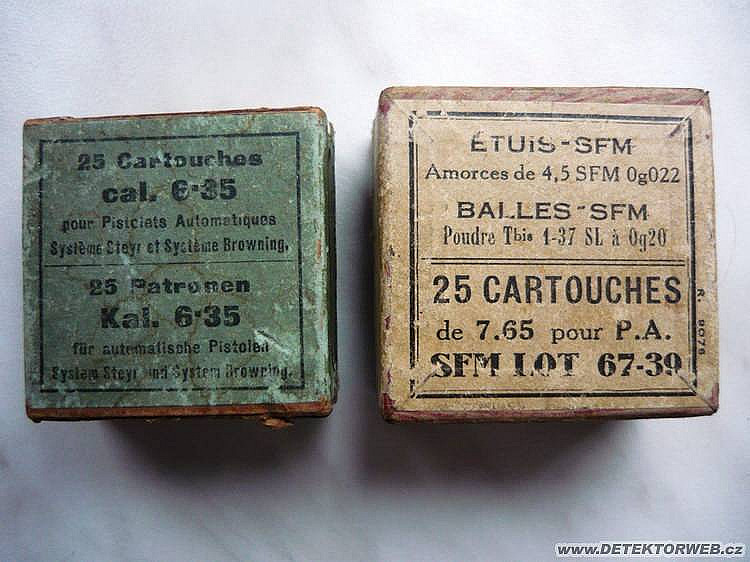 25 Cartouches
cal. 6·35
pour Pistolets Automatiques
Système Steyr et Système Browning.
25 Patronen
Kal. 6·35
für automatische Pistolen
System Steyr und System Browning.
ÉTUIS-SFM
Amorces de 4,5 SFM 0g022
BALLES-SFM
Poudre Tbis 1-37 SL à 0g20
25 CARTOUCHES
de 7.65 pour P.A.
SFM LOT 67-39
R. 9076
www.DETEKTORWEB.cz